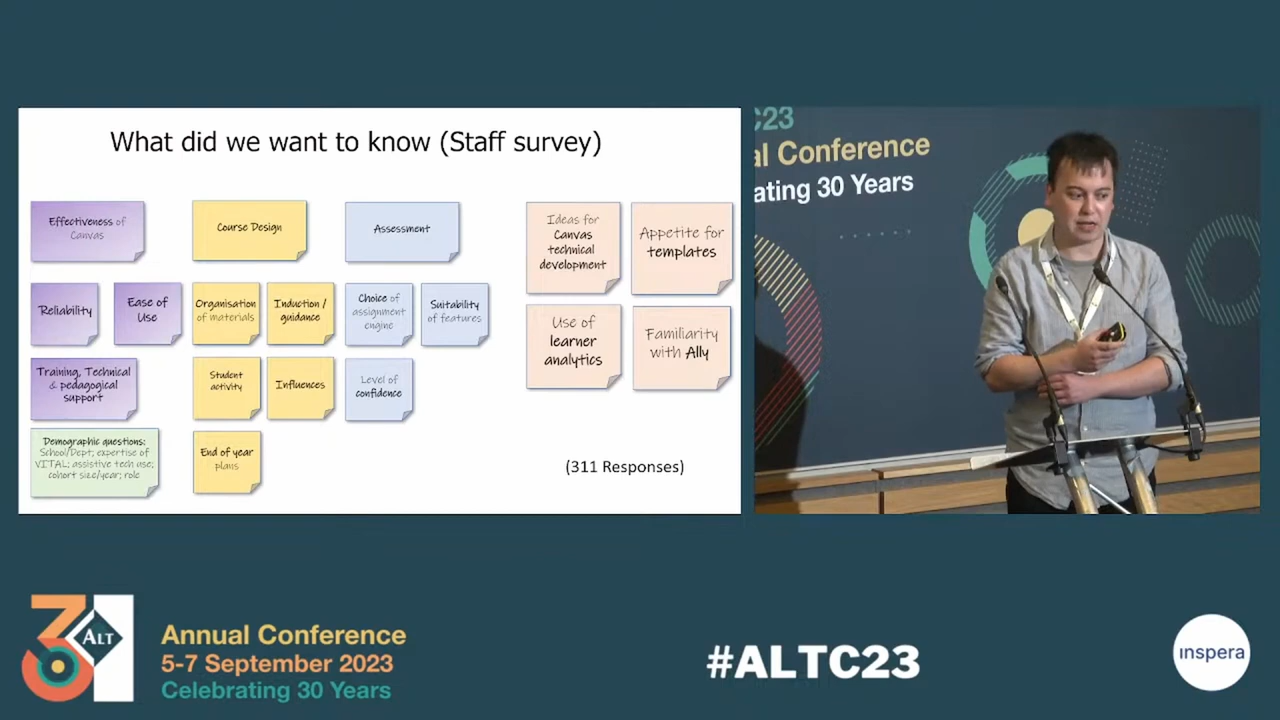 What did we want to know (Staff survey)
Effectiveness of
Canvas
Course Design
Assessment
Ideas for
Canvas
technical
development
Appetite for
templates
Reliability
Ease of
Use
Organisation
of materials
Induction /
guidance
Choice of
assignment
engine
Suitability
of features
Use of
learner
analytics
Familiarity
with Ally
Training, Technical
& pedagogical
support
Student
activity
Influences
Level of
confidence
Demographic questions:
School/Dept; expertise of
VITAL; assistive tech use;
cohort size/year; role
End of year
plans
(311 Responses)
C23
al Conference
ating 30 Years
30
ALT
Annual Conference
5-7 September 2023
Celebrating 30 Years
#ALTC23
inspera